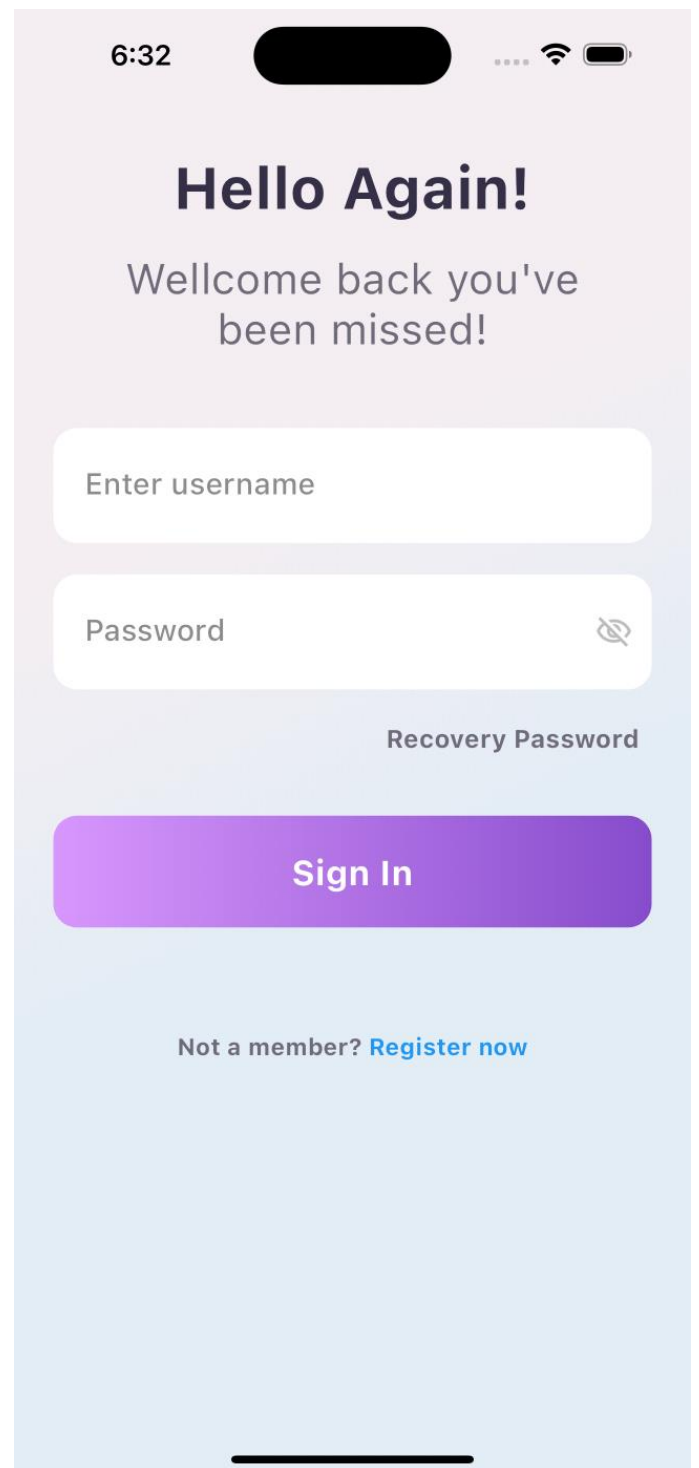 6:32
Hello Again!
Wellcome back you've
been missed!
Enter username
Password
Recovery Password
Sign In
Not a member? Register now